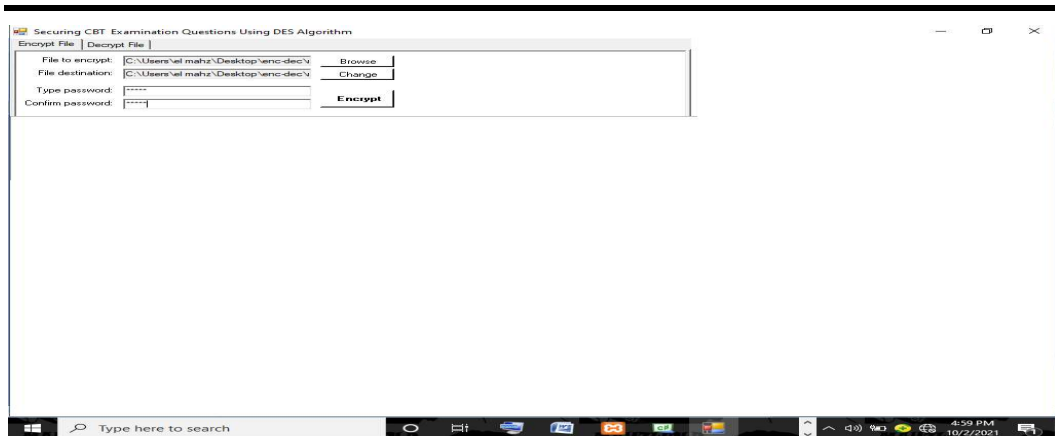 Securing CBT Examination Questions Using DES Algorithm
Encrypt File Decrypt File
File to encrypt: C:\Users\el mahz\Desktop\enc-dec\ Browse
File destination: C:\Users\el mahz\Desktop\enc-dec\ Change
Type password: *****
Confirm password: *****
Encrypt
Type here to search
4:59 PM
10/2/2021